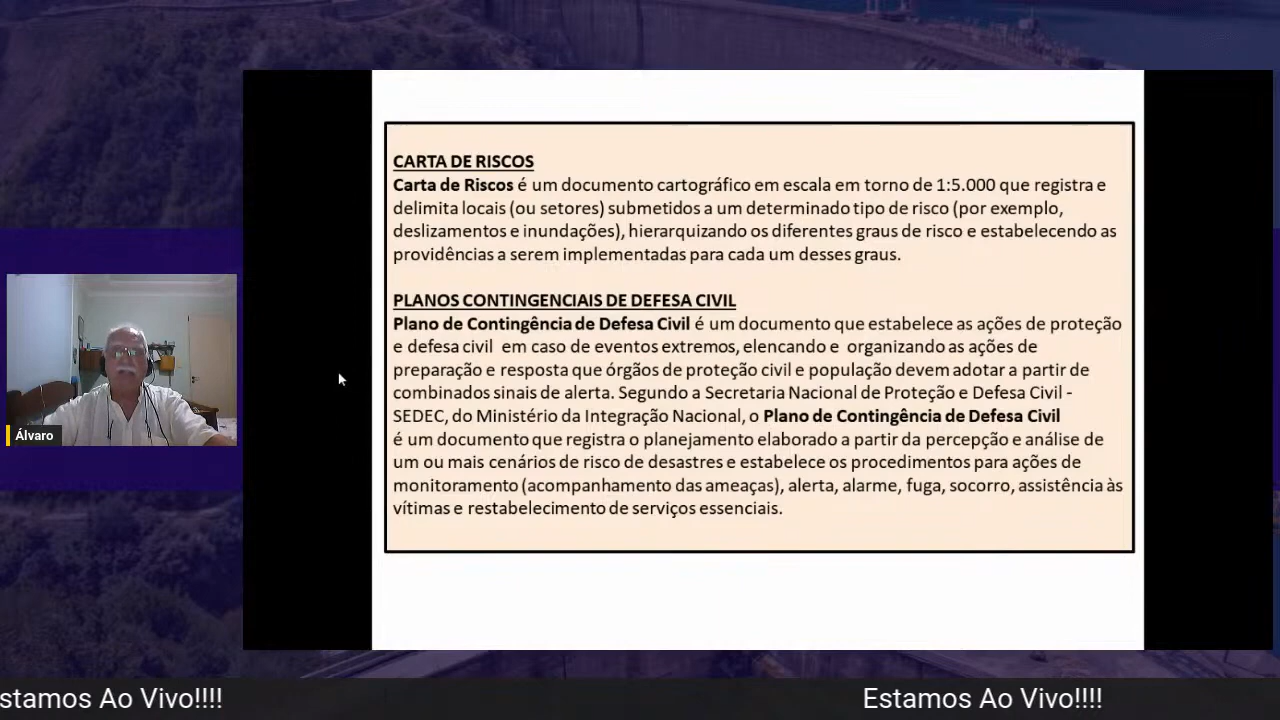 CARTA DE RISCOS
Carta de Riscos é um documento cartográfico em escala em torno de 1:5.000 que registra e
delimita locais (ou setores) submetidos a um determinado tipo de risco (por exemplo,
deslizamentos e inundações), hierarquizando os diferentes graus de risco e estabelecendo as
providências a serem implementadas para cada um desses graus.
PLANOS CONTINGENCIAIS DE DEFESA CIVIL
Plano de Contingência de Defesa Civil é um documento que estabelece as ações de proteção
e defesa civil em caso de eventos extremos, elencando e organizando as ações de
preparação e resposta que órgãos de proteção civil e população devem adotar a partir de
combinados sinais de alerta. Segundo a Secretaria Nacional de Proteção e Defesa Civil -
SEDEC, do Ministério da Integração Nacional, o Plano de Contingência de Defesa Civil
é um documento que registra o planejamento elaborado a partir da percepção e análise de
um ou mais cenários de risco de desastres e estabelece os procedimentos para ações de
monitoramento (acompanhamento das ameaças), alerta, alarme, fuga, socorro, assistência às
vítimas e restabelecimento de serviços essenciais.
Álvaro
stamos Ao Vivo!!!! Estamos Ao Vivo!!!!